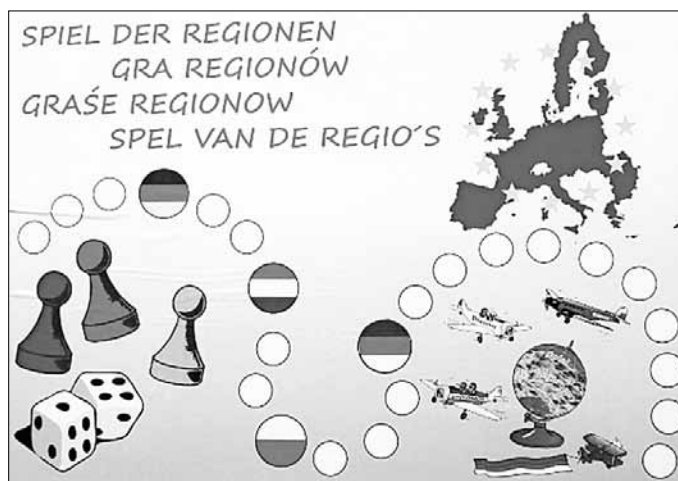 SPIEL DER REGIONEN
GRA REGIONÓW
GRAŚE REGIONOW
SPEL VAN DE REGIO´S